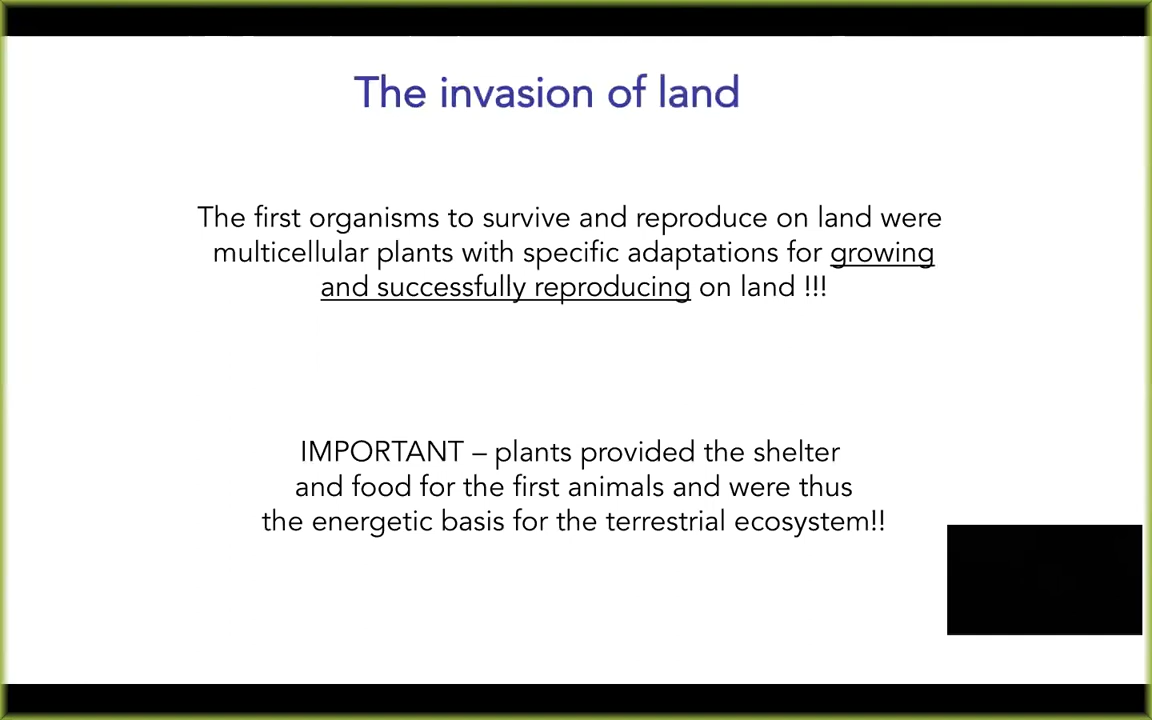 The invasion of land
The first organisms to survive and reproduce on land were
multicellular plants with specific adaptations for growing
and successfully reproducing on land !!!
IMPORTANT – plants provided the shelter
and food for the first animals and were thus
the energetic basis for the terrestrial ecosystem!!